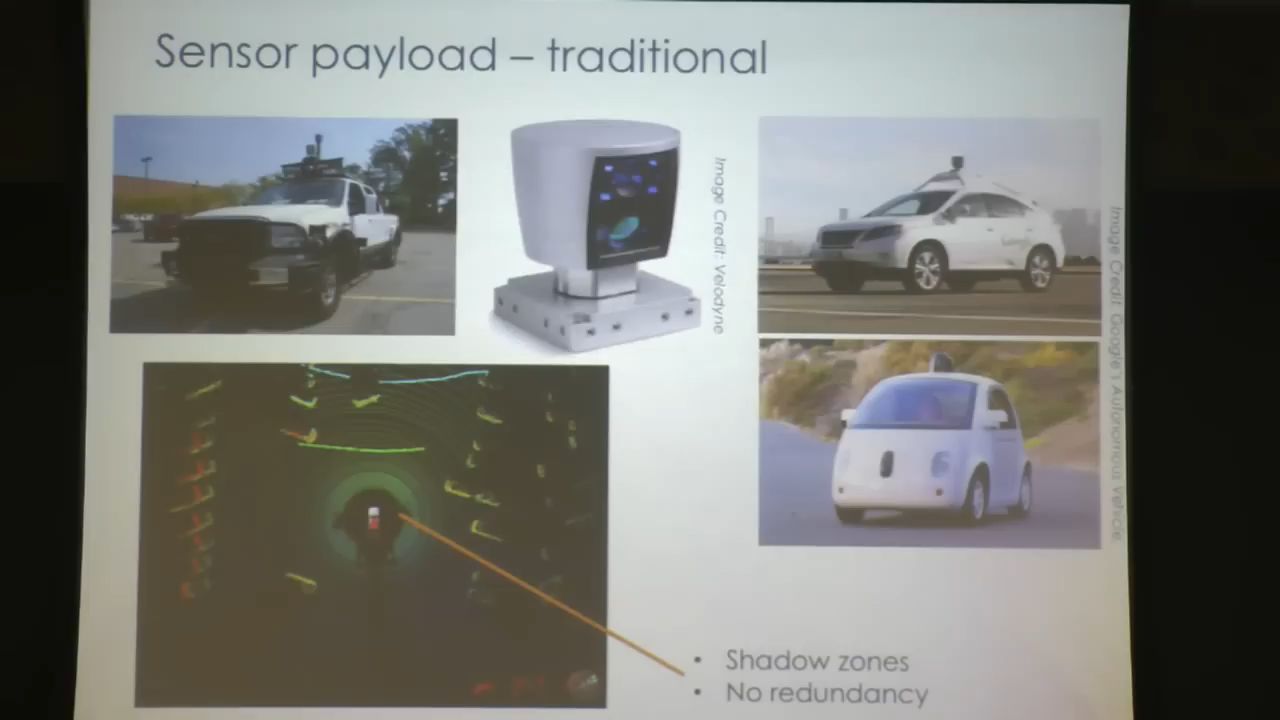 Sensor payload – traditional
Image Credit: Velodyne
Image Credit: Google's Autonomous Vehicle
• Shadow zones
• No redundancy